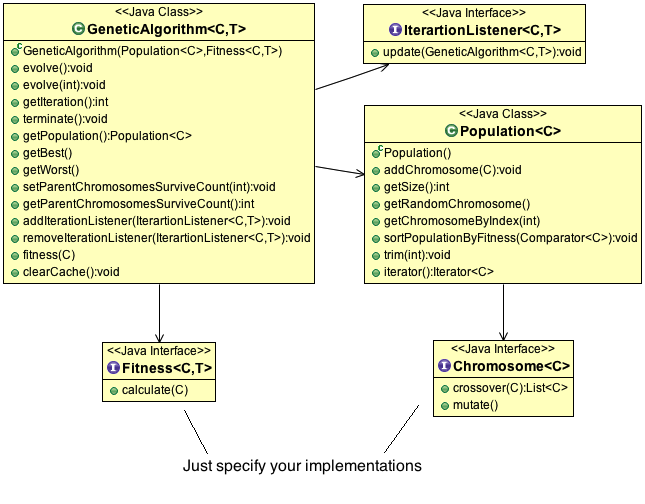 <<Java Class>>
GeneticAlgorithm<C,T>
GeneticAlgorithm(Population<C>,Fitness<C,T>)
evolve():void
evolve(int):void
getIteration():int
terminate():void
getPopulation():Population<C>
getBest()
getWorst()
setParentChromosomesSurviveCount(int):void
getParentChromosomesSurviveCount():int
addIterationListener(IterartionListener<C,T>):void
removeIterationListener(IterartionListener<C,T>):void
fitness(C)
clearCache():void
<<Java Interface>>
IterartionListener<C,T>
update(GeneticAlgorithm<C,T>):void
<<Java Class>>
Population<C>
Population()
addChromosome(C):void
getSize():int
getRandomChromosome()
getChromosomeByIndex(int)
sortPopulationByFitness(Comparator<C>):void
trim(int):void
iterator():Iterator<C>
<<Java Interface>>
Fitness<C,T>
calculate(C)
<<Java Interface>>
Chromosome<C>
crossover(C):List<C>
mutate()
Just specify your implementations